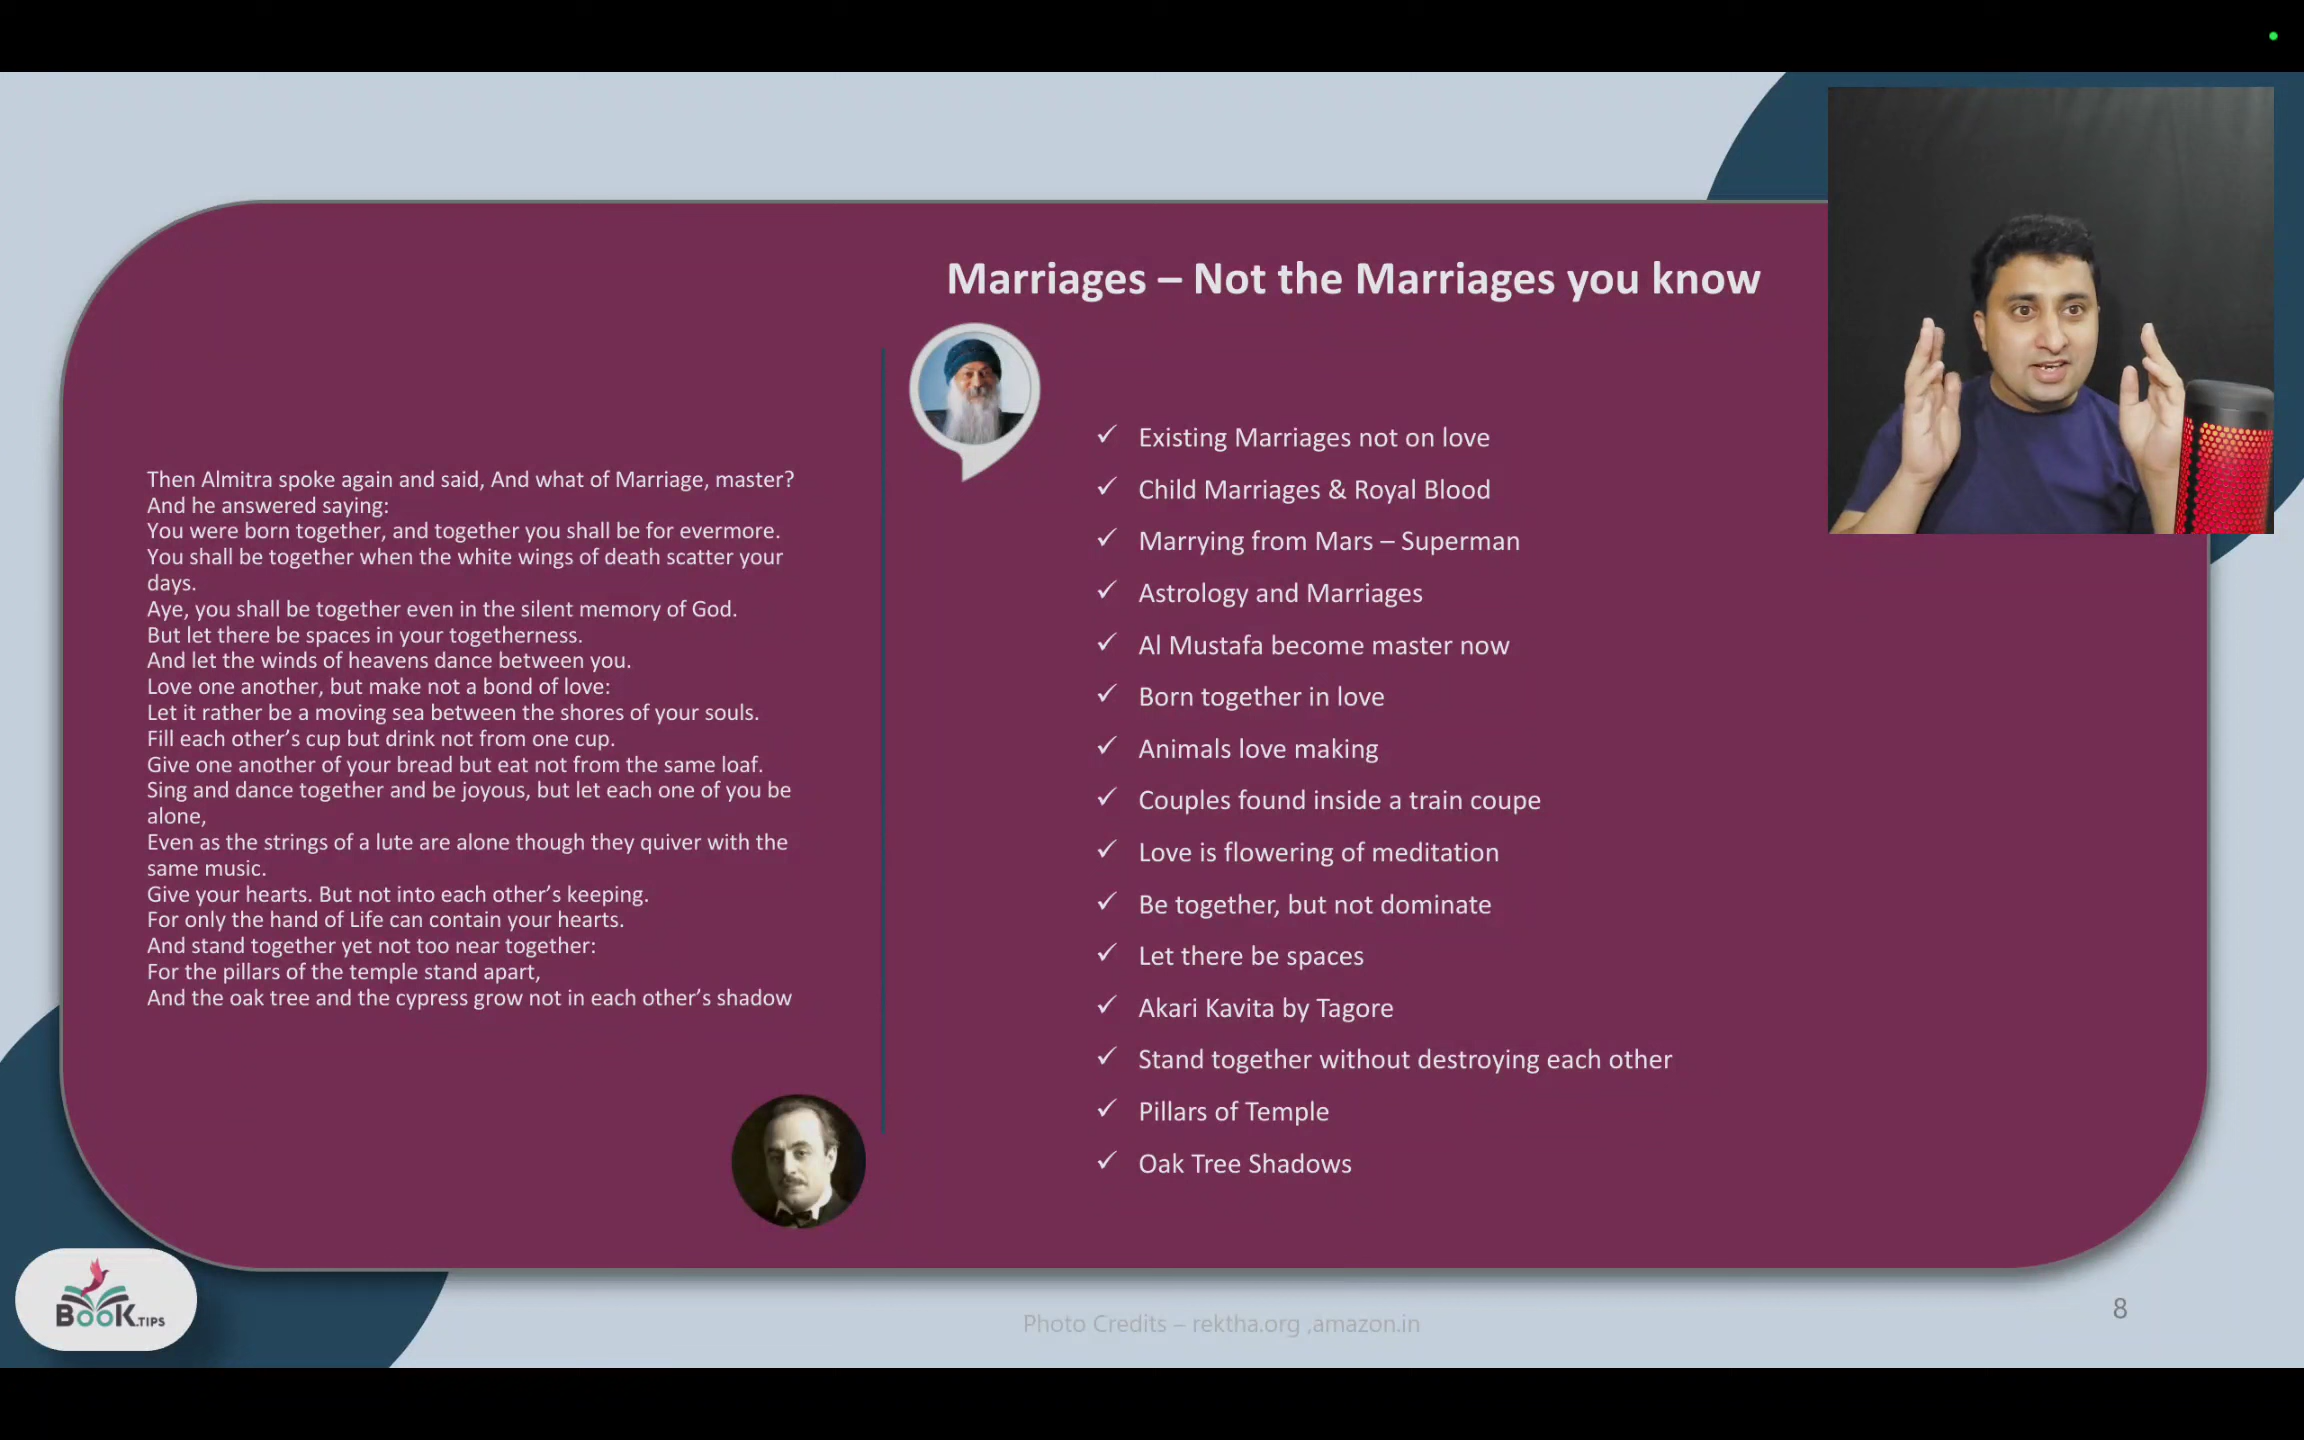 Marriages – Not the Marriages you know
Then Almitra spoke again and said, And what of Marriage, master?
And he answered saying:
You were born together, and together you shall be for evermore.
You shall be together when the white wings of death scatter your
days.
Aye, you shall be together even in the silent memory of God.
But let there be spaces in your togetherness.
And let the winds of heavens dance between you.
Love one another, but make not a bond of love:
Let it rather be a moving sea between the shores of your souls.
Fill each other’s cup but drink not from one cup.
Give one another of your bread but eat not from the same loaf.
Sing and dance together and be joyous, but let each one of you be
alone,
Even as the strings of a lute are alone though they quiver with the
same music.
Give your hearts. But not into each other’s keeping.
For only the hand of Life can contain your hearts.
And stand together yet not too near together:
For the pillars of the temple stand apart,
And the oak tree and the cypress grow not in each other’s shadow
✓ Existing Marriages not on love
✓ Child Marriages & Royal Blood
✓ Marrying from Mars – Superman
✓ Astrology and Marriages
✓ Al Mustafa become master now
✓ Born together in love
✓ Animals love making
✓ Couples found inside a train coupe
✓ Love is flowering of meditation
✓ Be together, but not dominate
✓ Let there be spaces
✓ Akari Kavita by Tagore
✓ Stand together without destroying each other
✓ Pillars of Temple
✓ Oak Tree Shadows
BooK.TIPS
Photo Credits – rektha.org ,amazon.in
8